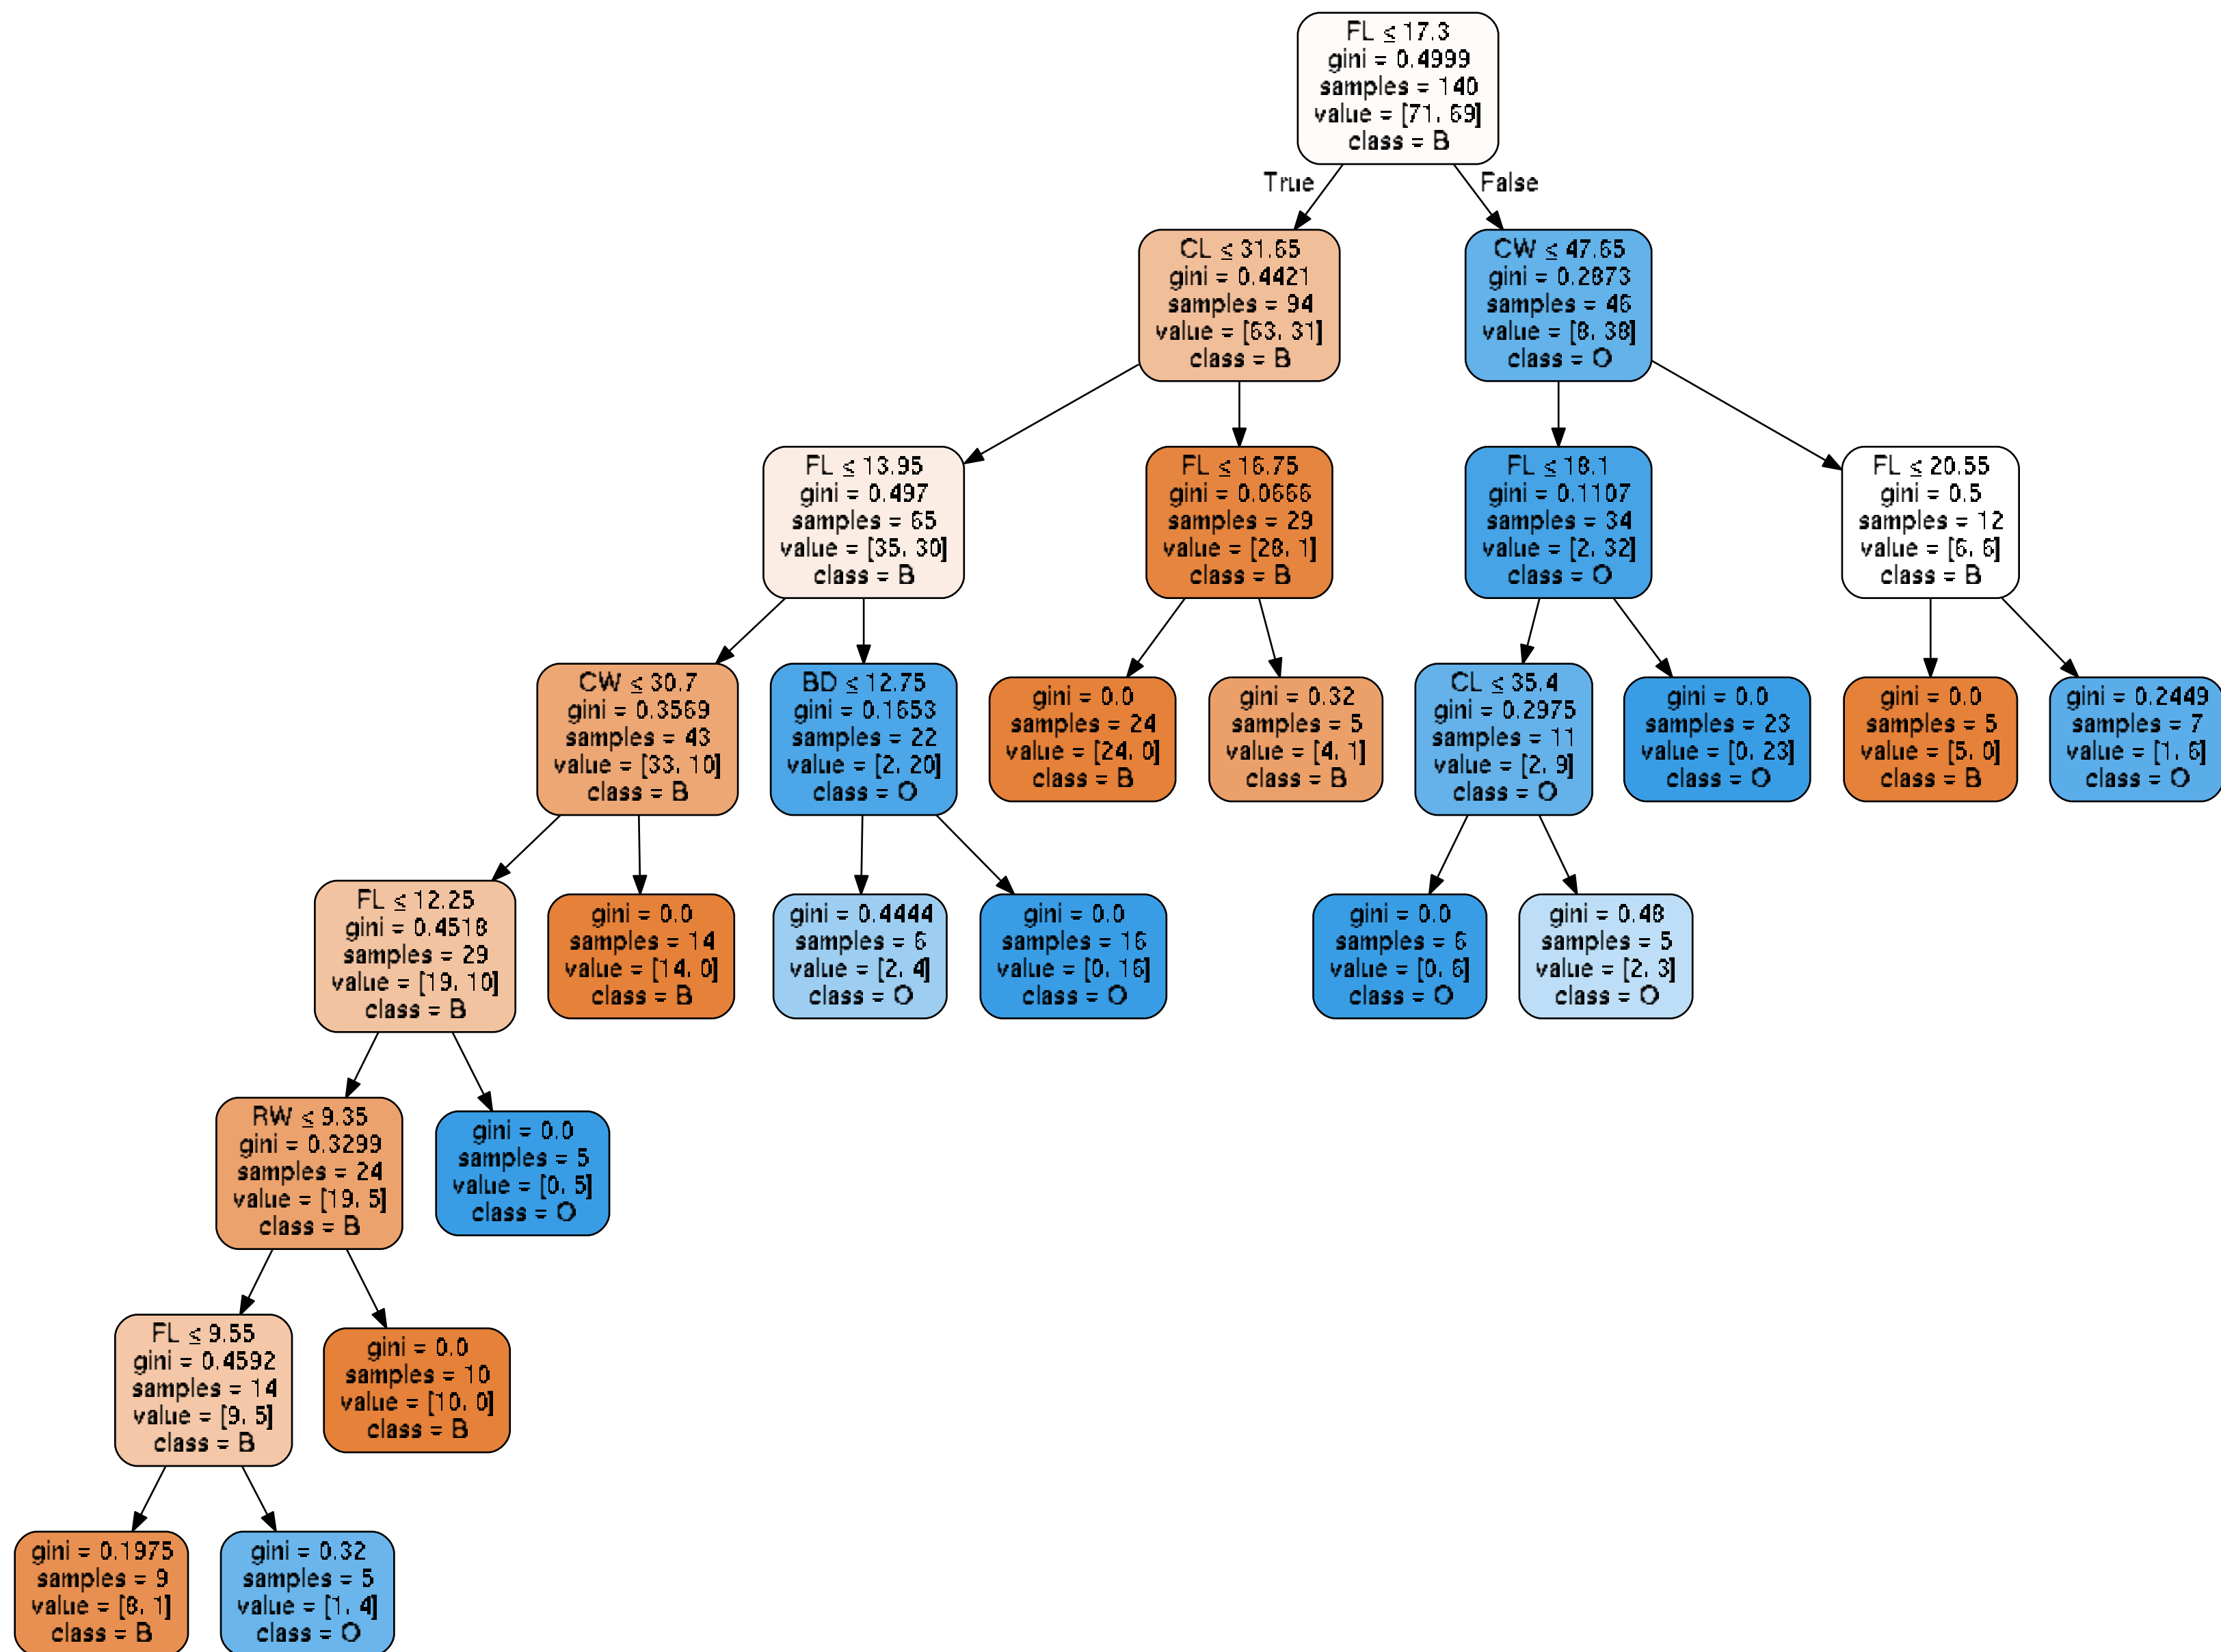 FL ≤ 17.3
gini = 0.4999
samples = 140
value = [71, 69]
class = B
True
False
CL ≤ 31.65
gini = 0.4421
samples = 94
value = [63, 31]
class = B
CW ≤ 47.65
gini = 0.2873
samples = 46
value = [8, 38]
class = O
FL ≤ 13.95
gini = 0.497
samples = 65
value = [35, 30]
class = B
FL ≤ 16.75
gini = 0.0666
samples = 29
value = [28, 1]
class = B
FL ≤ 18.1
gini = 0.1107
samples = 34
value = [2, 32]
class = O
FL ≤ 20.55
gini = 0.5
samples = 12
value = [6, 6]
class = B
CW ≤ 30.7
gini = 0.3569
samples = 43
value = [33, 10]
class = B
BD ≤ 12.75
gini = 0.1653
samples = 22
value = [2, 20]
class = O
gini = 0.0
samples = 24
value = [24, 0]
class = B
gini = 0.32
samples = 5
value = [4, 1]
class = B
CL ≤ 35.4
gini = 0.2975
samples = 11
value = [2, 9]
class = O
gini = 0.0
samples = 23
value = [0, 23]
class = O
gini = 0.0
samples = 5
value = [5, 0]
class = B
gini = 0.2449
samples = 7
value = [1, 6]
class = O
FL ≤ 12.25
gini = 0.4518
samples = 29
value = [19, 10]
class = B
gini = 0.0
samples = 14
value = [14, 0]
class = B
gini = 0.4444
samples = 6
value = [2, 4]
class = O
gini = 0.0
samples = 16
value = [0, 16]
class = O
gini = 0.0
samples = 6
value = [0, 6]
class = O
gini = 0.48
samples = 5
value = [2, 3]
class = O
RW ≤ 9.35
gini = 0.3299
samples = 24
value = [19, 5]
class = B
gini = 0.0
samples = 5
value = [0, 5]
class = O
FL ≤ 9.55
gini = 0.4592
samples = 14
value = [9, 5]
class = B
gini = 0.0
samples = 10
value = [10, 0]
class = B
gini = 0.1975
samples = 9
value = [8, 1]
class = B
gini = 0.32
samples = 5
value = [1, 4]
class = O